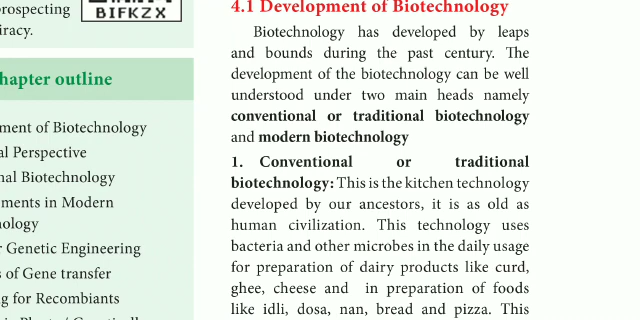 prospecting
BIFKZX
iracy.
hapter outline
ment of Biotechnology
al Perspective
nal Biotechnology
ments in Modern
ology
r Genetic Engineering
s of Gene transfer
g for Recombiants
4.1 Development of Biotechnology
Biotechnology has developed by leaps
and bounds during the past century. The
development of the biotechnology can be well
understood under two main heads namely
conventional or traditional biotechnology
and modern biotechnology
1. Conventional or traditional
biotechnology: This is the kitchen technology
developed by our ancestors, it is as old as
human civilization. This technology uses
bacteria and other microbes in the daily usage
for preparation of dairy products like curd,
ghee, cheese and in preparation of foods
like idli, dosa, nan, bread and pizza. This